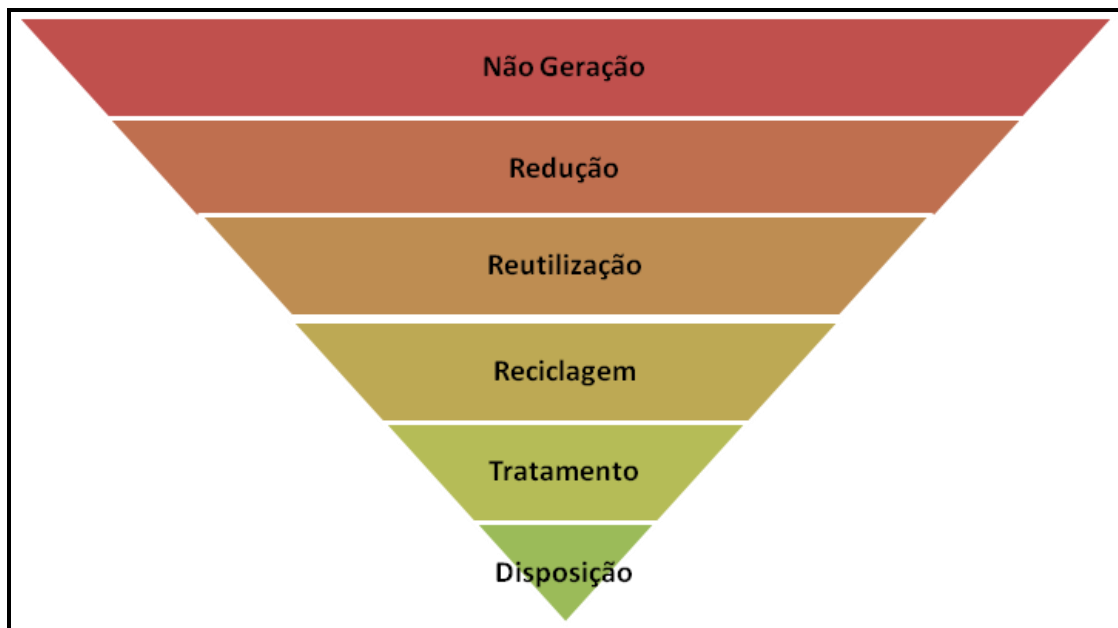 Não Geração
Redução
Reutilização
Reciclagem
Tratamento
Disposição